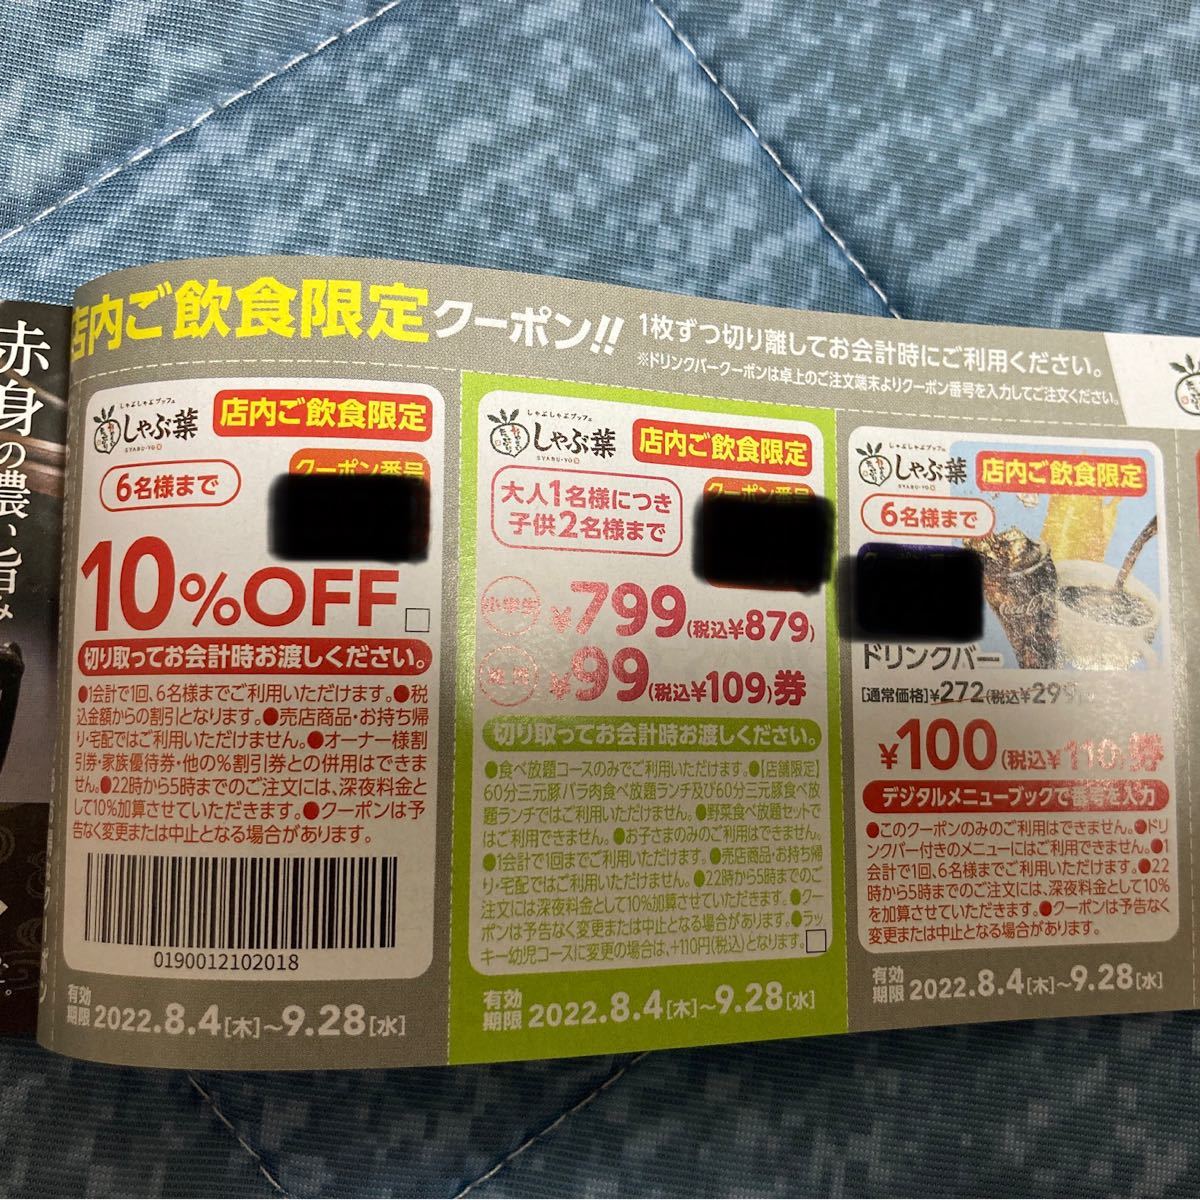 赤身の濃い旨み
店内ご飲食限定クーポン!!
1枚ずつ切り離してお会計時にご利用ください。
※ドリンクバークーポンは卓上のご注文端末よりクーポン番号を入力してご注文ください。
しゃぶしゃぶブッフェ
しゃぶ葉
SYABU-YO
店内ご飲食限定
6名様まで
クーポン番号
10%OFF
切り取ってお会計時お渡しください。
●1会計で1回、6名様までご利用いただけます。●税
込金額からの割引となります。●売店商品・お持ち帰
り・宅配ではご利用いただけません。●オーナー様割
引券・家族優待券・他の%割引券との併用はできませ
ん。●22時から5時までのご注文には、深夜料金とし
て10%加算させていただきます。●クーポンは予
告なく変更または中止となる場合があります。
0190012102018
有効期限 2022.8.4[木]~9.28[水]
しゃぶしゃぶブッフェ
しゃぶ葉
SYABU-YO
店内ご飲食限定
大人1名様につき
子供2名様まで
クーポン番号
小学生 ¥799(税込¥879)
幼児 ¥99(税込¥109)券
切り取ってお会計時お渡しください。
●食べ放題コースのみでご利用いただけます。●【店舗限定】
60分三元豚バラ肉食べ放題ランチ及び60分三元豚食べ放
題ランチではご利用できません。●野菜食べ放題セットで
はご利用できません。●お子さまのみのご利用はできません。
●1会計で1回までご利用いただけます。●売店商品・お持ち帰
り・宅配ではご利用いただけません。●22時から5時までのご
注文には深夜料金として10%加算させていただきます。●クー
ポンは予告なく変更または中止となる場合があります。●ラッ
キー幼児コースに変更の場合は、+110円(税込)となります。
有効期限 2022.8.4[木]~9.28[水]
しゃぶしゃぶブッフェ
しゃぶ葉
SYABU-YO
店内ご飲食限定
6名様まで
ドリンクバー
[通常価格]¥272(税込¥299)
¥100(税込¥110)券
デジタルメニューブックで番号を入力
●このクーポンのみのご利用はできません。●ドリ
ンクバー付きのメニューにはご利用できません。●1
会計で1回、6名様までご利用いただけます。●22
時から5時までのご注文には、深夜料金として10%
を加算させていただきます。●クーポンは予告なく
変更または中止となる場合があります。
有効期限 2022.8.4[木]~9.28[水]